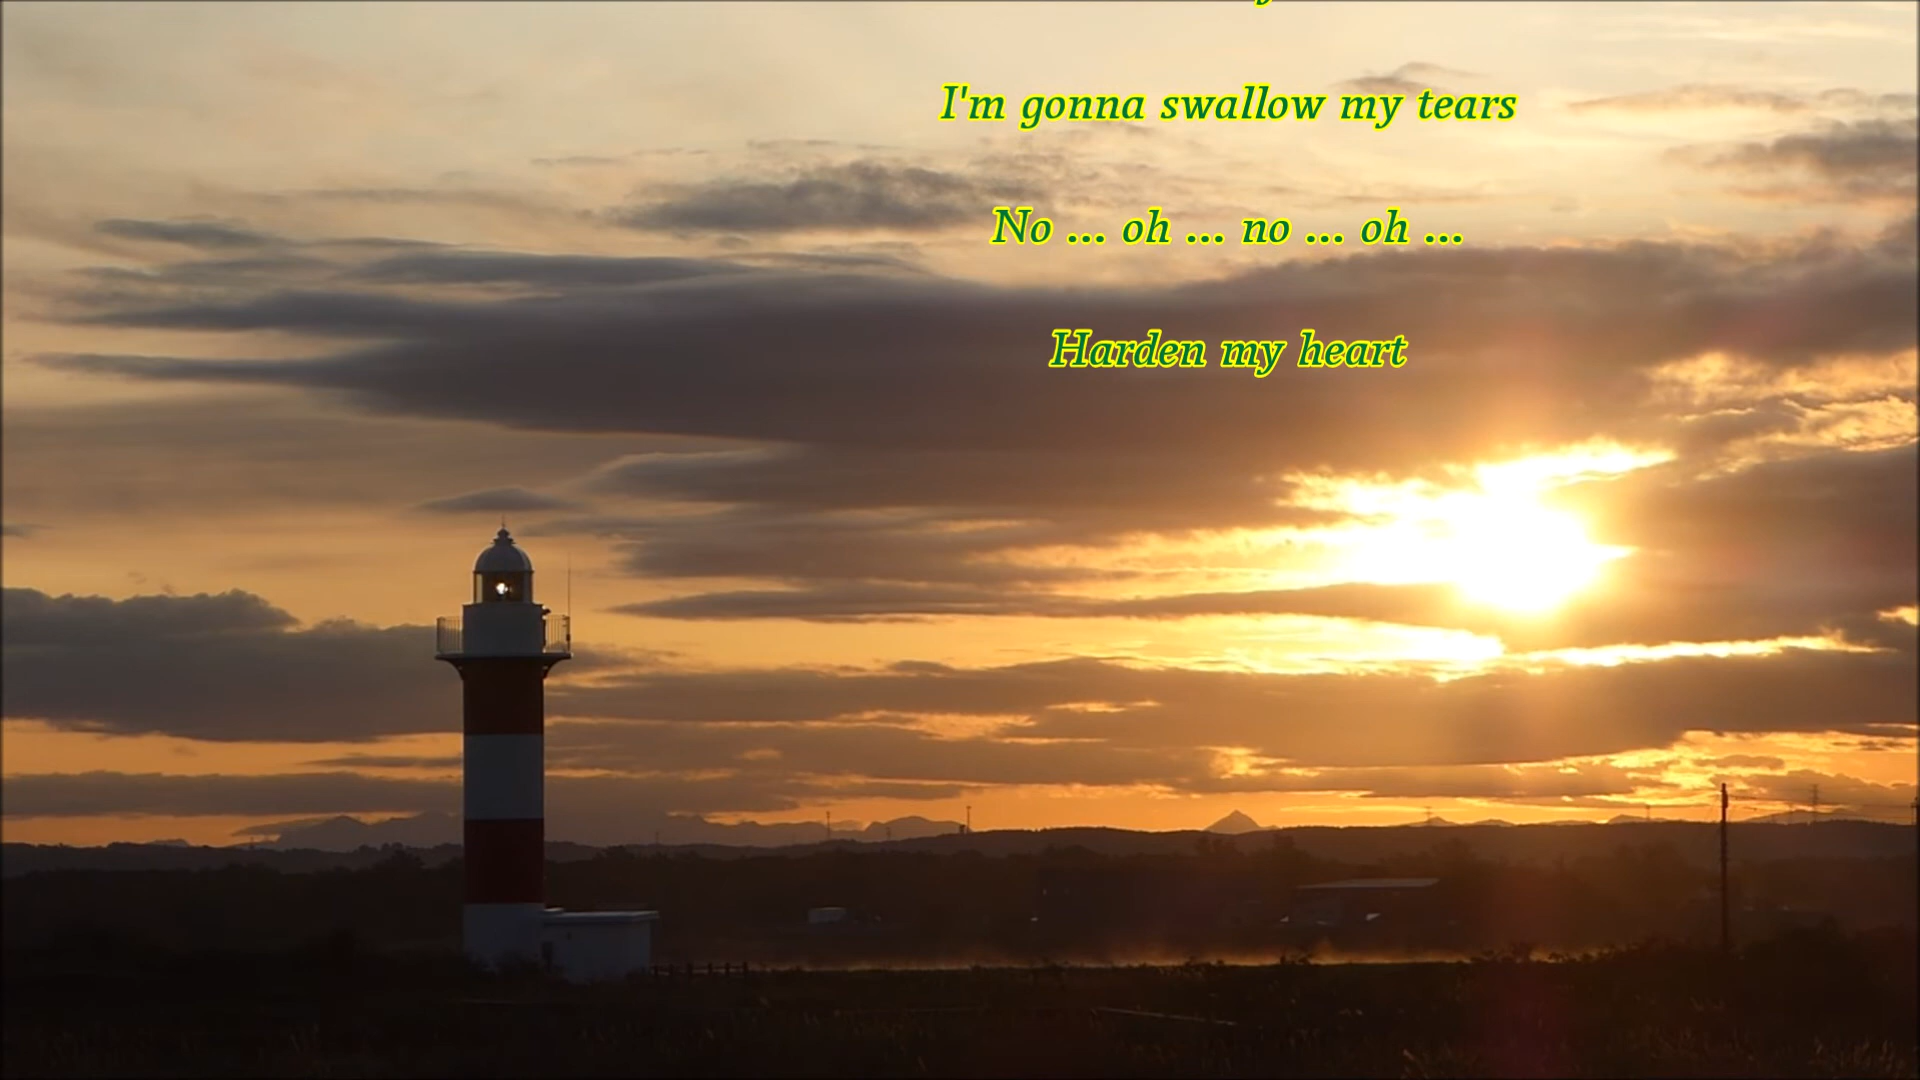 I'm gonna swallow my tears
No ... oh ... no ... oh ...
Harden my heart